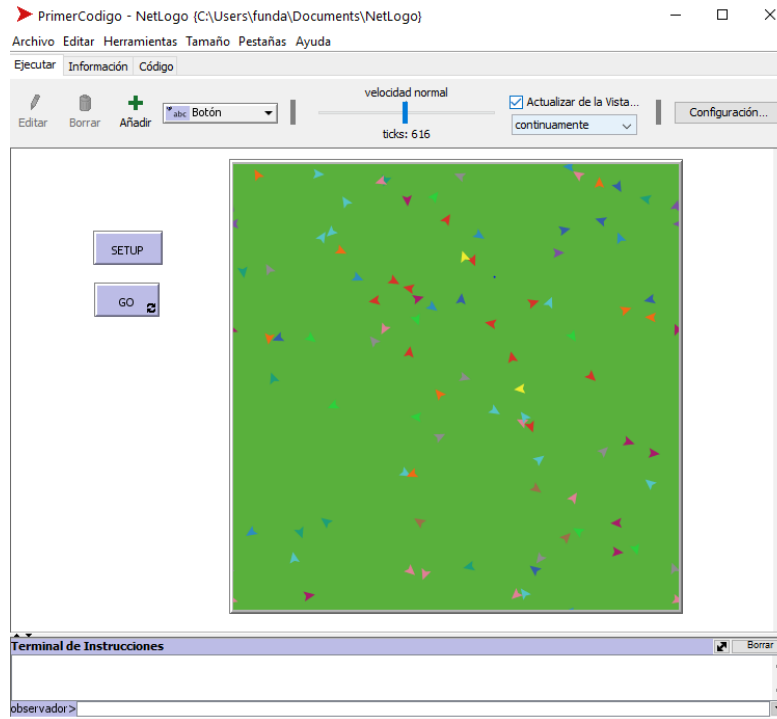 PrimerCodigo - NetLogo {C:\Users\funda\Documents\NetLogo}
Archivo Editar Herramientas Tamaño Pestañas Ayuda
Ejecutar Información Código
Editar Borrar Añadir abc Botón velocidad normal ticks: 616 Actualizar de la Vista... continuamente Configuración...
SETUP
GO
Terminal de Instrucciones Borrar
observador>